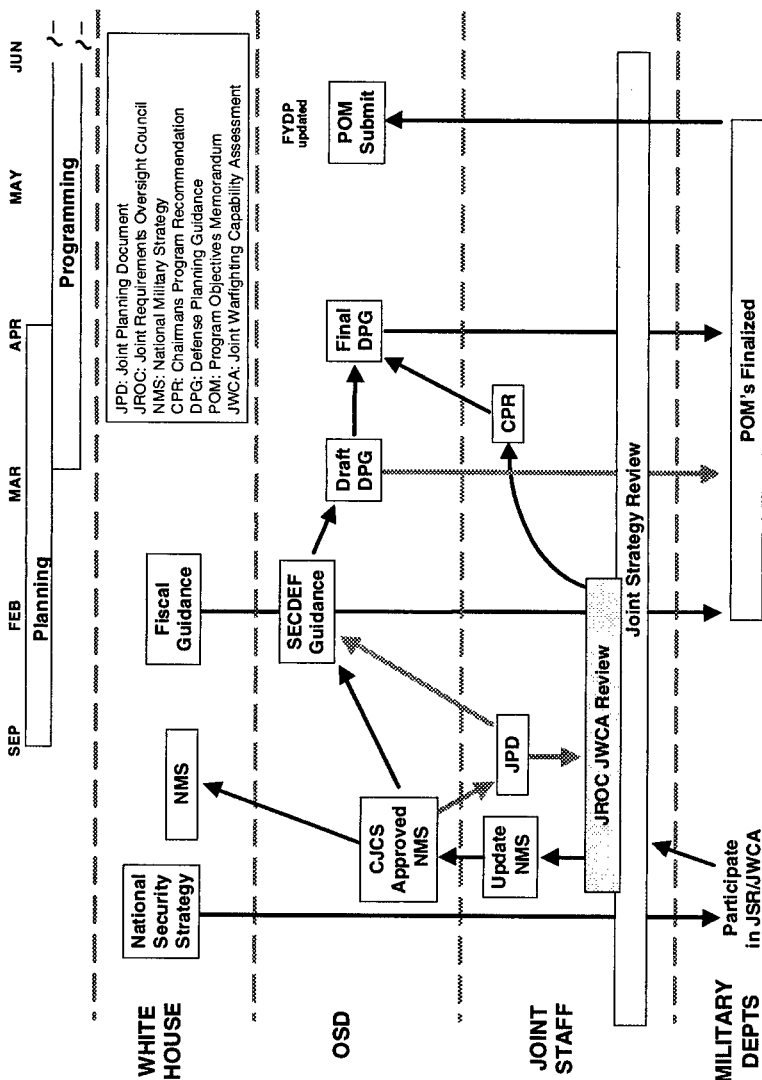 SEP
FEB
MAR
APR
MAY
JUN
Planning
Programming
WHITE
HOUSE
National
Security
Strategy
NMS
Fiscal
Guidance
JPD: Joint Planning Document
JROC: Joint Requirements Oversight Council
NMS: National Military Strategy
CPR: Chairmans Program Recommendation
DPG: Defense Planning Guidance
POM: Program Objectives Memorandum
JWCA: Joint Warfighting Capability Assessment
OSD
CJCS
Approved
NMS
SECDEF
Guidance
Draft
DPG
Final
DPG
FYDP
updated
POM
Submit
JOINT
STAFF
Update
NMS
JPD
CPR
JROC JWCA Review
Joint Strategy Review
MILITARY
DEPTS
Participate
in JSR/JWCA
POM's Finalized